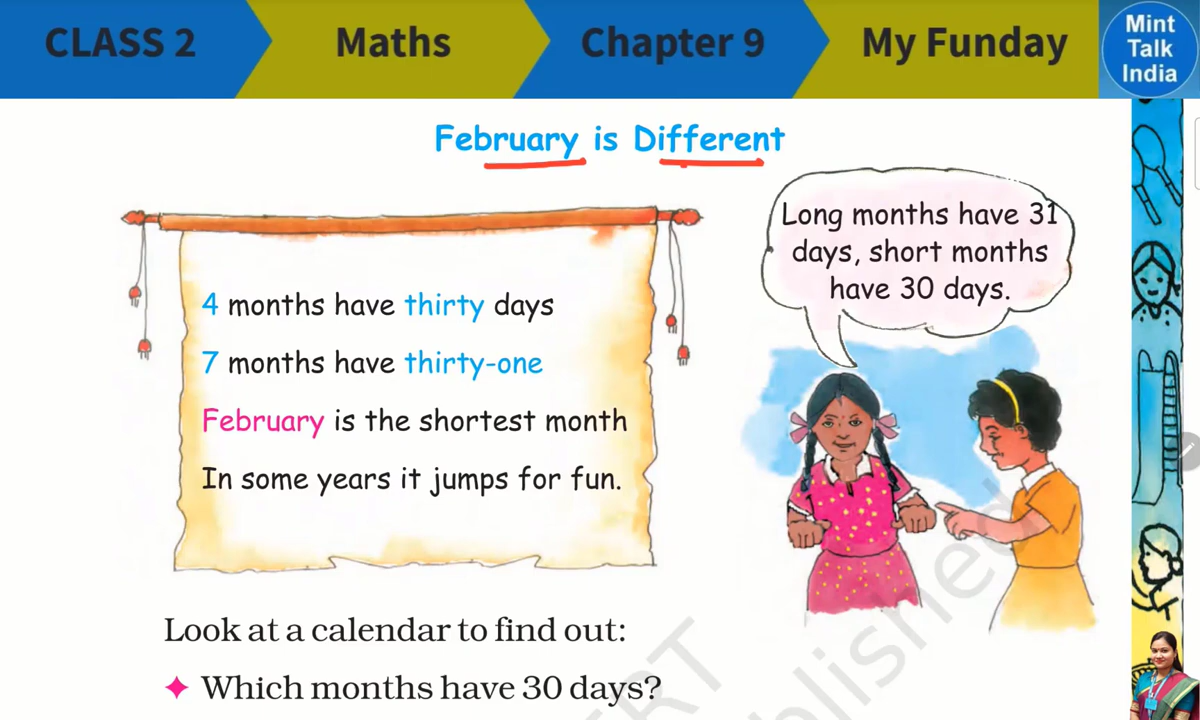 CLASS 2
Maths
Chapter 9
My Funday
Mint
Talk
India
February is Different
4 months have thirty days
7 months have thirty-one
February is the shortest month
In some years it jumps for fun.
Long months have 31
days, short months
have 30 days.
Look at a calendar to find out:
Which months have 30 days?